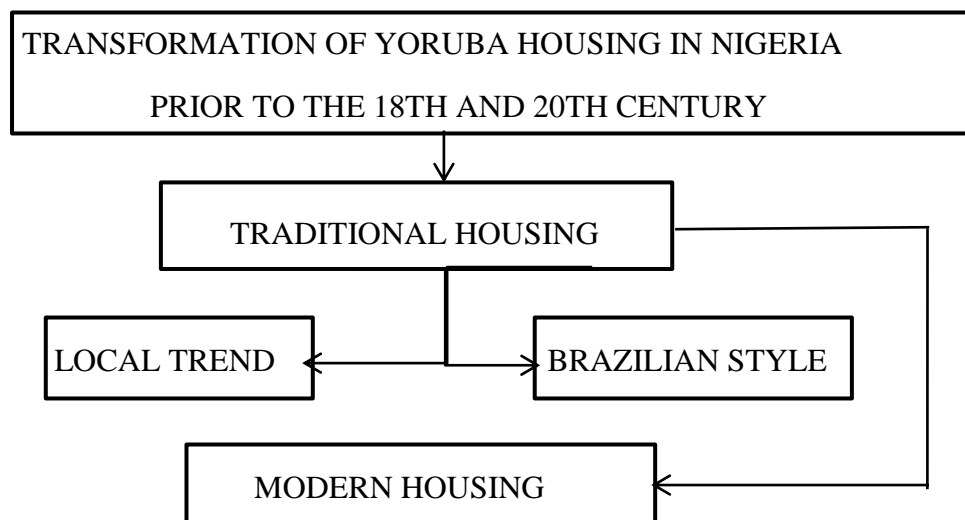 TRANSFORMATION OF YORUBA HOUSING IN NIGERIA
PRIOR TO THE 18TH AND 20TH CENTURY
TRADITIONAL HOUSING
LOCAL TREND
BRAZILIAN STYLE
MODERN HOUSING